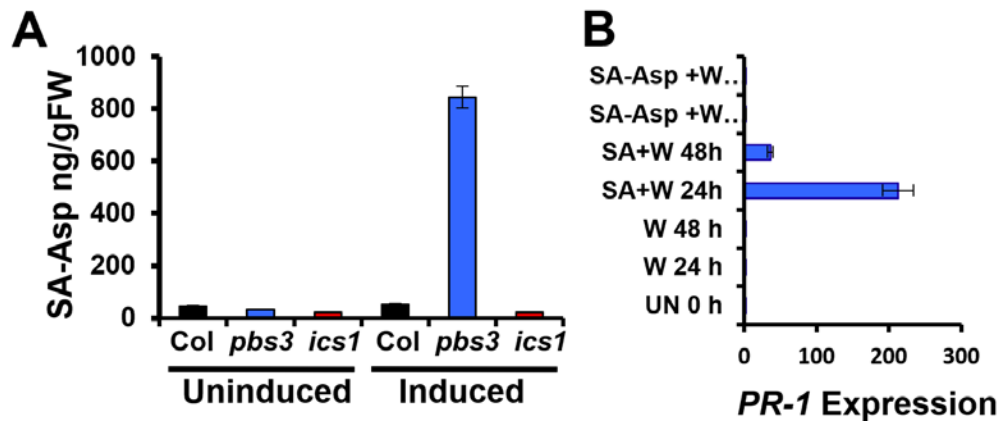 A
SA-Asp ng/gFW
1000
800
600
400
200
0
Col pbs3 ics1 Col pbs3 ics1
Uninduced Induced
B
SA-Asp +W..
SA-Asp +W..
SA+W 48h
SA+W 24h
W 48 h
W 24 h
UN 0 h
0 100 200 300
PR-1 Expression